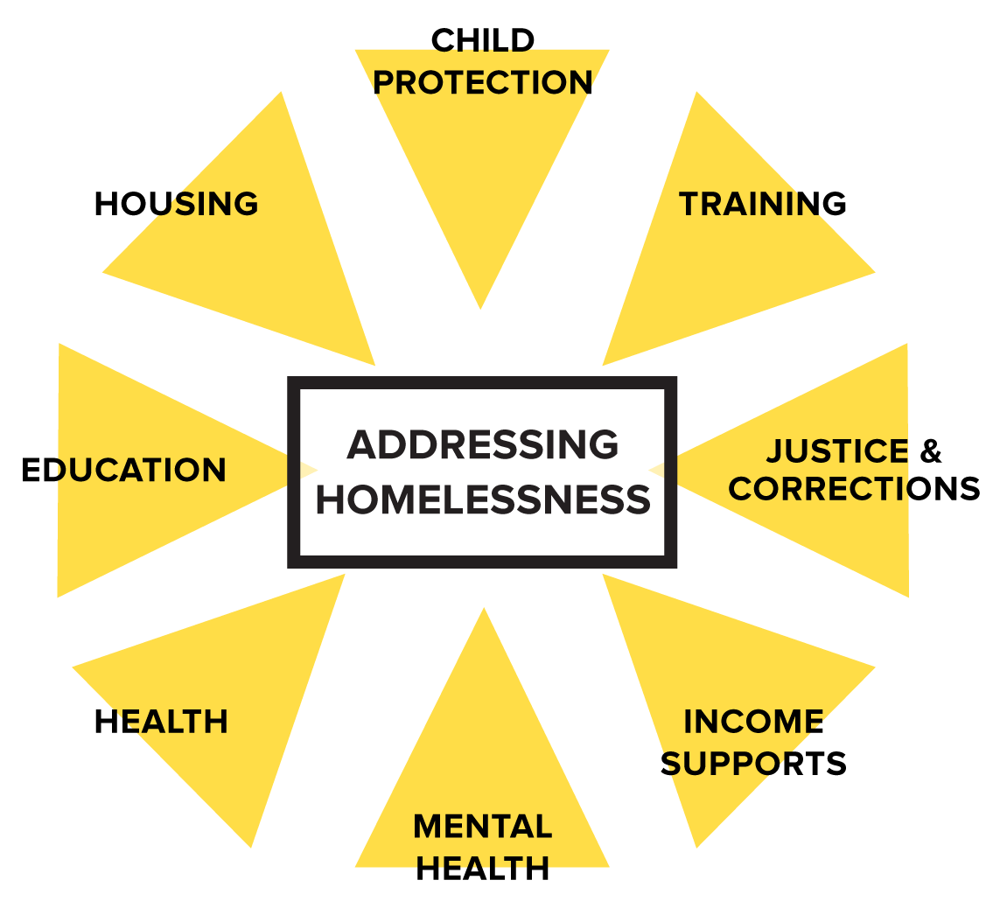 CHILD
PROTECTION
HOUSING
TRAINING
ADDRESSING
HOMELESSNESS
EDUCATION
JUSTICE &
CORRECTIONS
HEALTH
INCOME
SUPPORTS
MENTAL
HEALTH